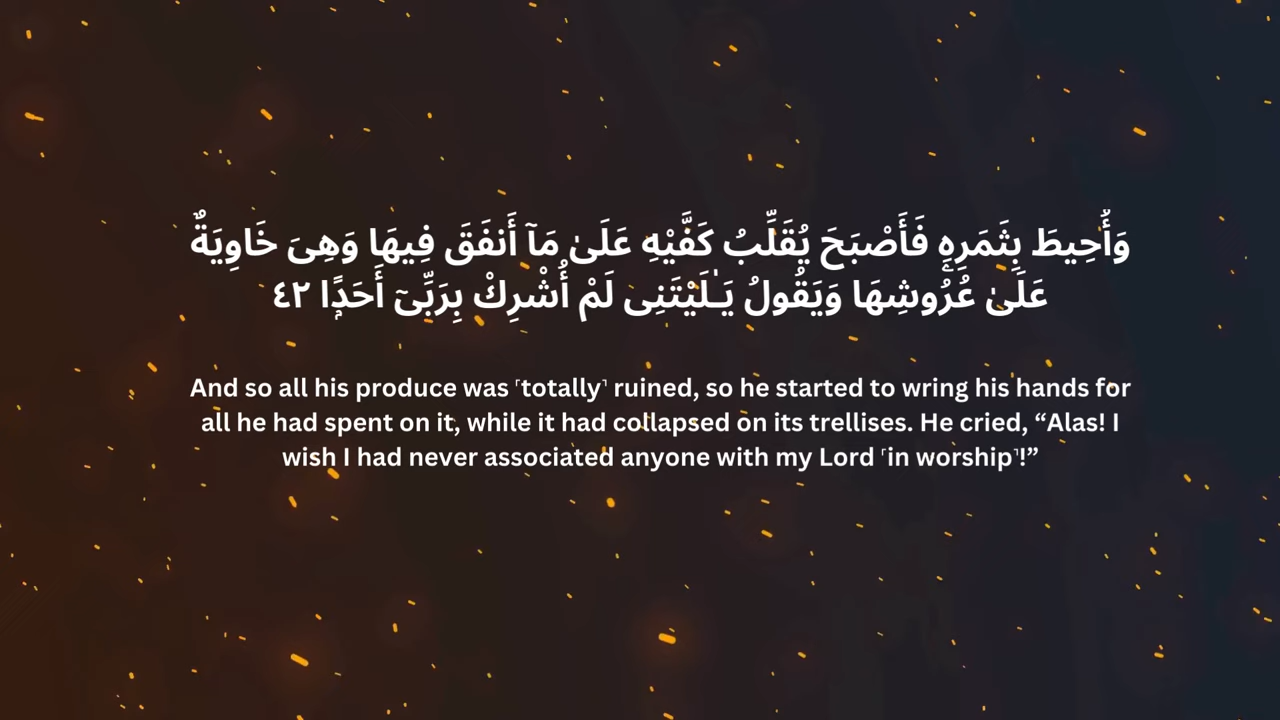 وَأُحِيطَ بِثَمَرِهِۦ فَأَصْبَحَ يُقَلِّبُ كَفَّيْهِ عَلَىٰ مَآ أَنفَقَ فِيهَا وَهِىَ خَاوِيَةٌ
عَلَىٰ عُرُوشِهَا وَيَقُولُ يَـٰلَيْتَنِى لَمْ أُشْرِكْ بِرَبِّىٓ أَحَدًۭا ٤٢
And so all his produce was ˹totally˺ ruined, so he started to wring his hands for
all he had spent on it, while it had collapsed on its trellises. He cried, “Alas! I
wish I had never associated anyone with my Lord ˹in worship˺!”